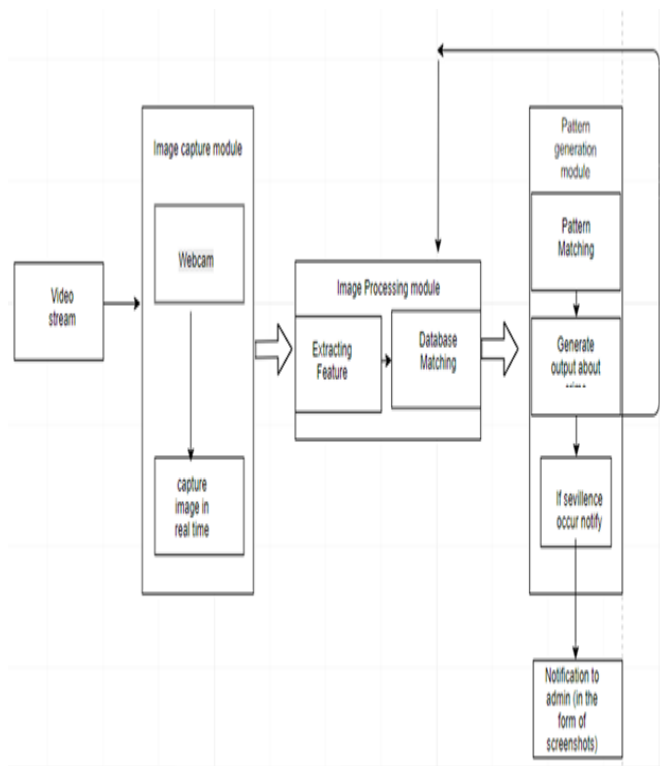 Video
stream
Image capture module
Webcam
capture
image in
real time
Image Processing module
Extracting
Feature
Database
Matching
Pattern
generation
module
Pattern
Matching
Generate
output about
If sevillence
occur notify
Notification to
admin (in the
form of
screenshots)